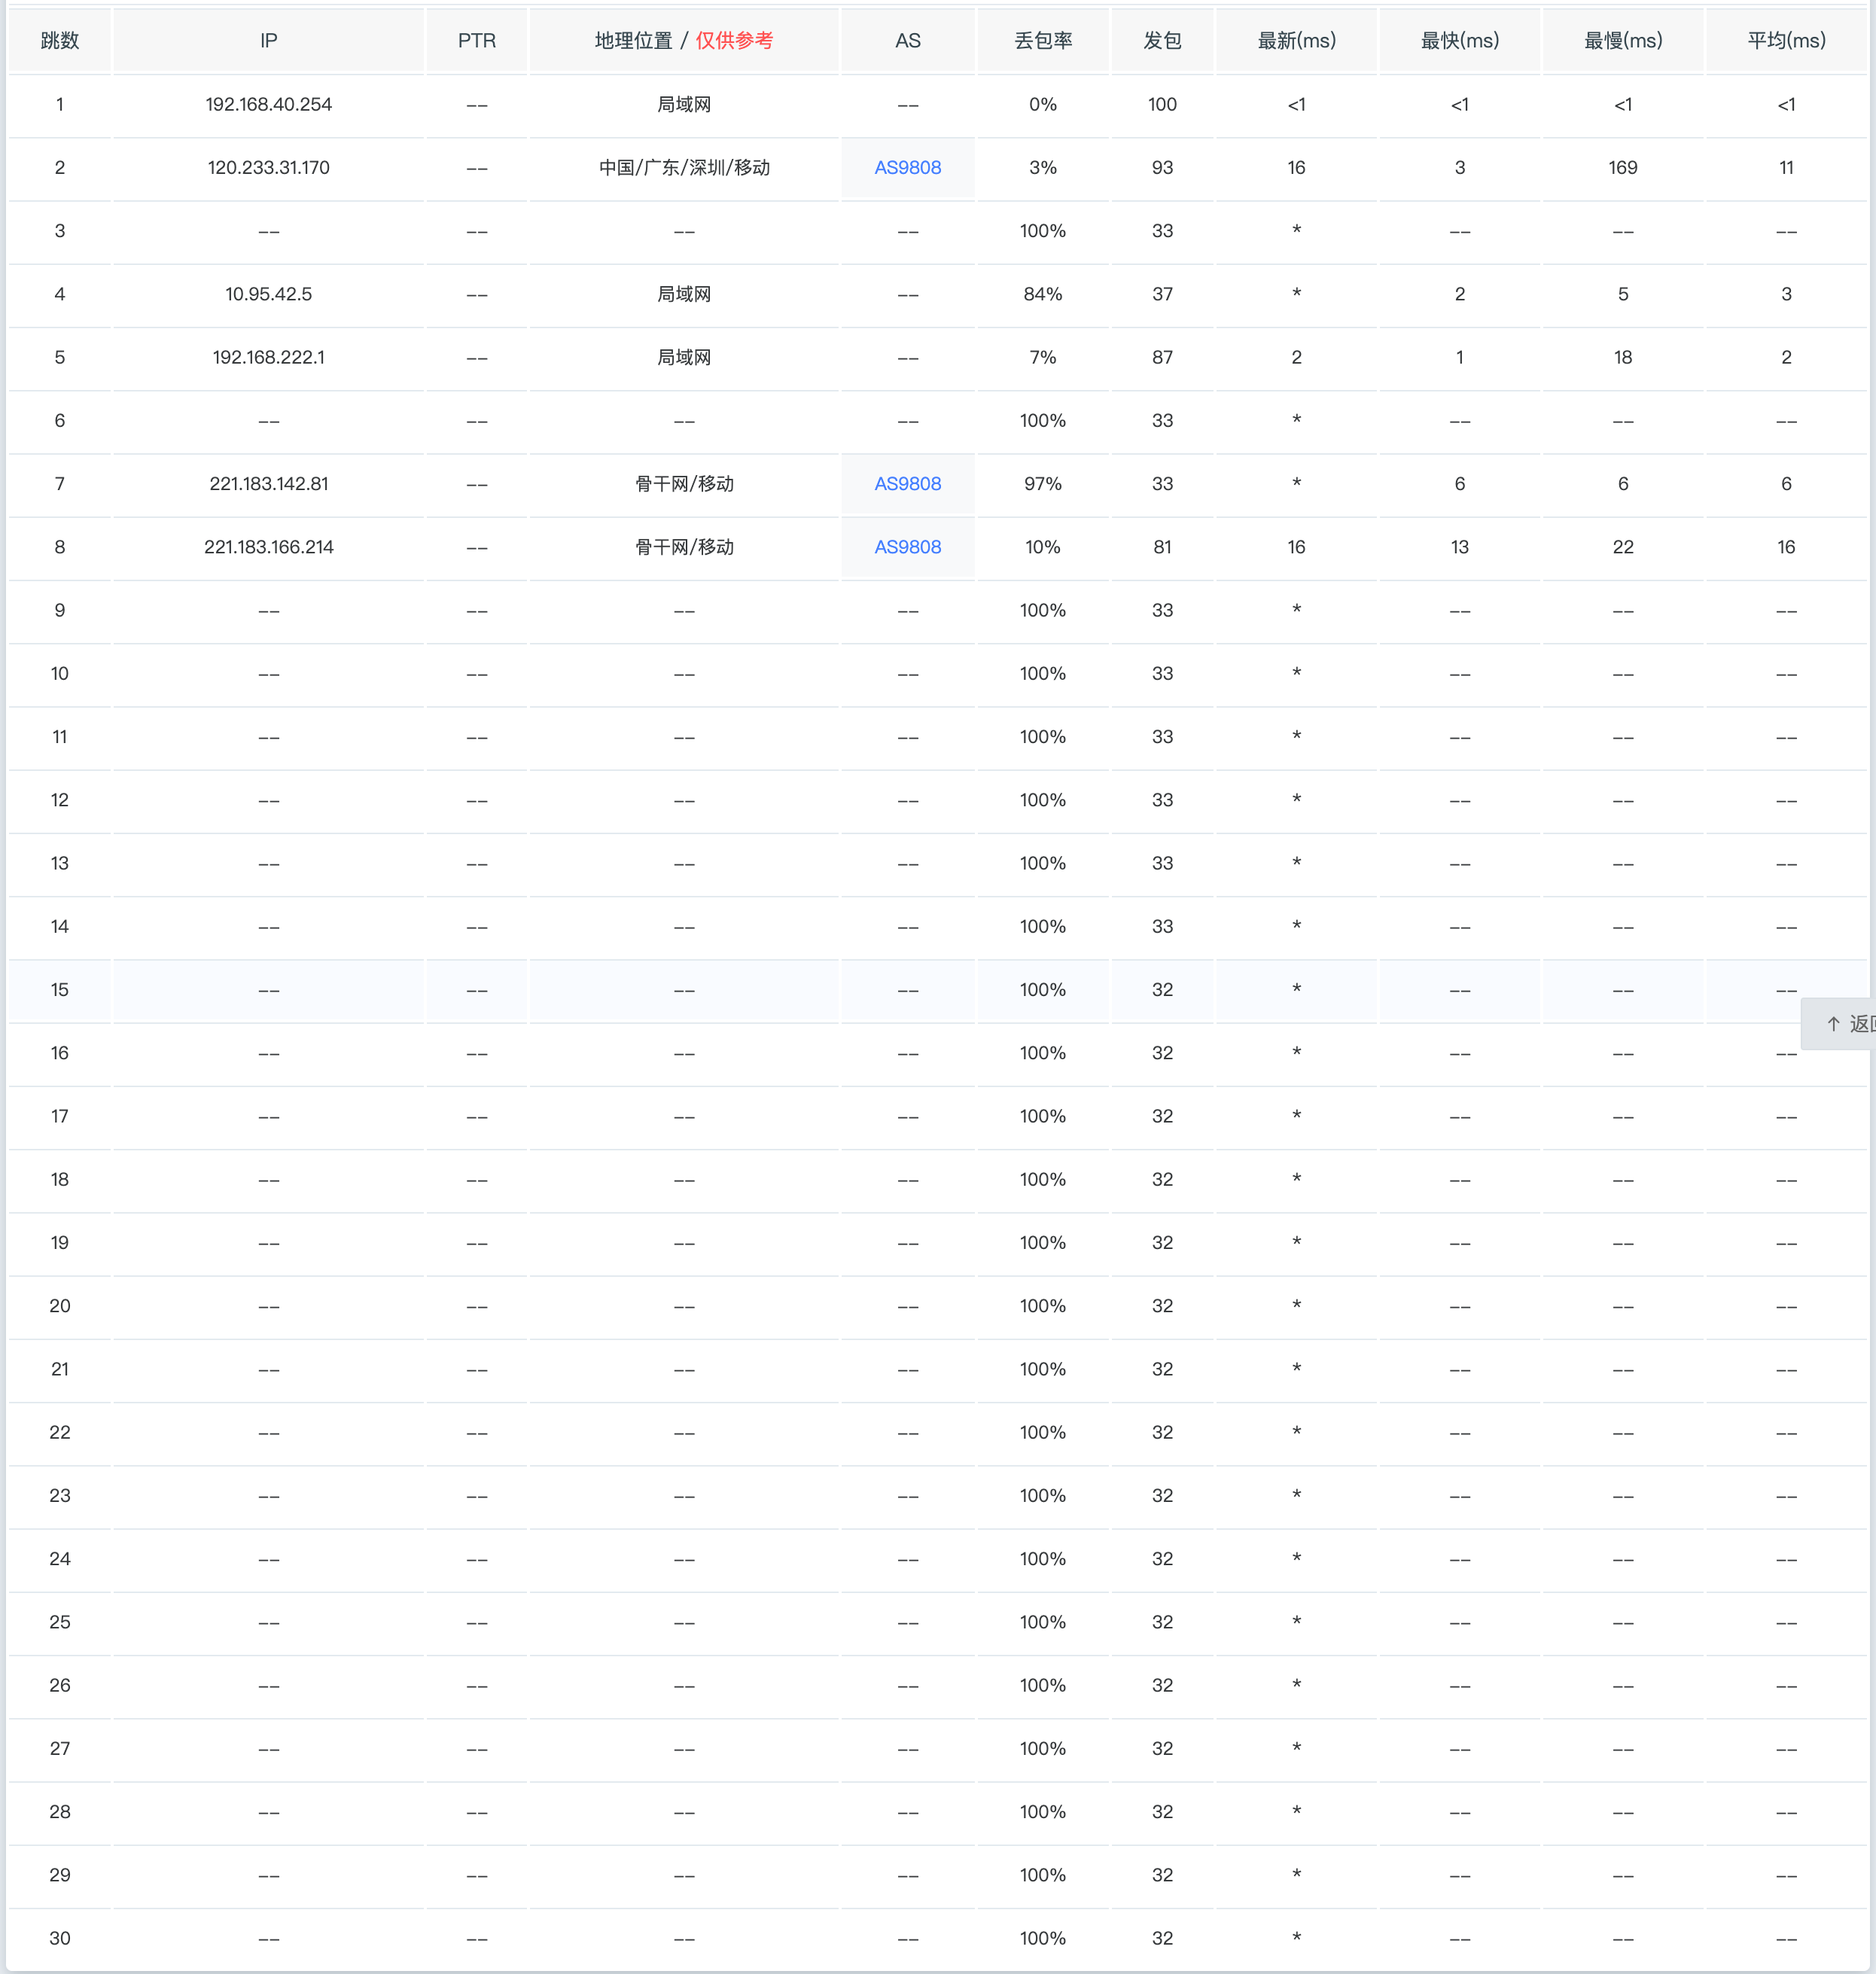 跳数 IP PTR 地理位置 / 仅供参考 AS 丢包率 发包 最新(ms) 最快(ms) 最慢(ms) 平均(ms)
1 192.168.40.254 -- 局域网 -- 0% 100 <1 <1 <1 <1
2 120.233.31.170 -- 中国/广东/深圳/移动 AS9808 3% 93 16 3 169 11
3 -- -- -- -- 100% 33 * -- -- --
4 10.95.42.5 -- 局域网 -- 84% 37 * 2 5 3
5 192.168.222.1 -- 局域网 -- 7% 87 2 1 18 2
6 -- -- -- -- 100% 33 * -- -- --
7 221.183.142.81 -- 骨干网/移动 AS9808 97% 33 * 6 6 6
8 221.183.166.214 -- 骨干网/移动 AS9808 10% 81 16 13 22 16
9 -- -- -- -- 100% 33 * -- -- --
10 -- -- -- -- 100% 33 * -- -- --
11 -- -- -- -- 100% 33 * -- -- --
12 -- -- -- -- 100% 33 * -- -- --
13 -- -- -- -- 100% 33 * -- -- --
14 -- -- -- -- 100% 33 * -- -- --
15 -- -- -- -- 100% 32 * -- -- --
↑ 返
16 -- -- -- -- 100% 32 * -- -- --
17 -- -- -- -- 100% 32 * -- -- --
18 -- -- -- -- 100% 32 * -- -- --
19 -- -- -- -- 100% 32 * -- -- --
20 -- -- -- -- 100% 32 * -- -- --
21 -- -- -- -- 100% 32 * -- -- --
22 -- -- -- -- 100% 32 * -- -- --
23 -- -- -- -- 100% 32 * -- -- --
24 -- -- -- -- 100% 32 * -- -- --
25 -- -- -- -- 100% 32 * -- -- --
26 -- -- -- -- 100% 32 * -- -- --
27 -- -- -- -- 100% 32 * -- -- --
28 -- -- -- -- 100% 32 * -- -- --
29 -- -- -- -- 100% 32 * -- -- --
30 -- -- -- -- 100% 32 * -- -- --